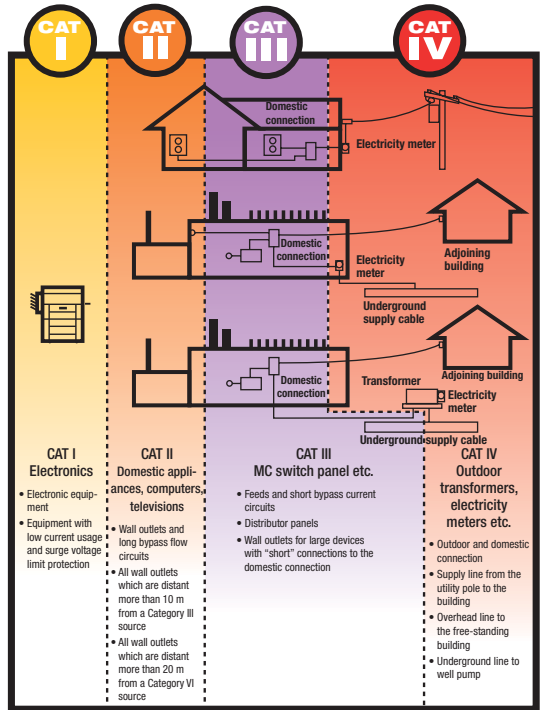 CAT
I
CAT
II
CAT
III
CAT
IV
Domestic
connection
Electricity meter
Domestic
connection
Electricity
meter
Adjoining
building
Underground
supply cable
Domestic
connection
Transformer
Adjoining building
Electricity
meter
Underground supply cable
CAT I
Electronics
• Electronic equip-
ment
• Equipment with
low current usage
and surge voltage
limit protection
CAT II
Domestic appli-
ances, computers,
televisions
• Wall outlets and
long bypass flow
circuits
• All wall outlets
which are distant
more than 10 m
from a Category III
source
• All wall outlets
which are distant
more than 20 m
from a Category VI
source
CAT III
MC switch panel etc.
• Feeds and short bypass current
circuits
• Distributor panels
• Wall outlets for large devices
with “short” connections to the
domestic connection
CAT IV
Outdoor
transformers,
electricity
meters etc.
• Outdoor and domestic
connection
• Supply line from the
utility pole to the
building
• Overhead line to
the free-standing
building
• Underground line to
well pump